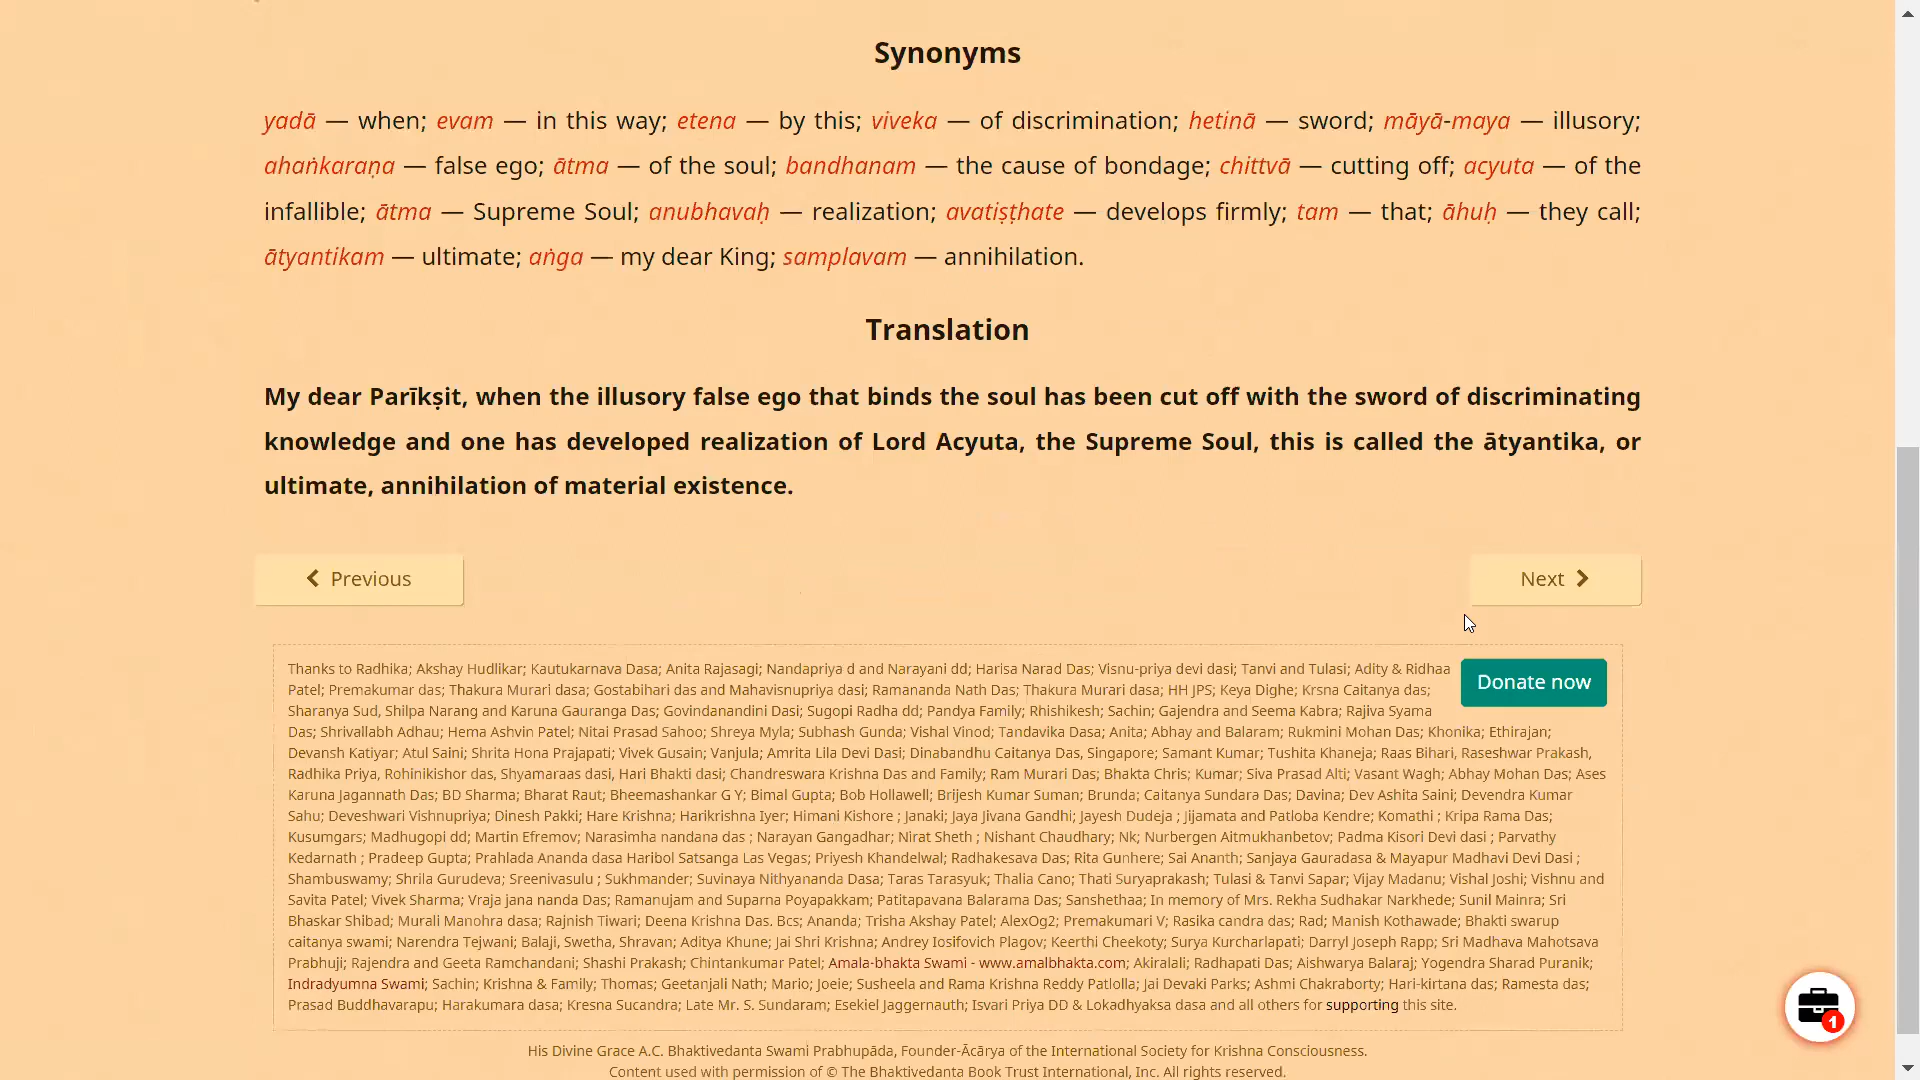 Synonyms
yadā — when; evam — in this way; etena — by this; viveka — of discrimination; hetinā — sword; māyā-maya — illusory;
ahaṅkaraṇa — false ego; ātma — of the soul; bandhanam — the cause of bondage; chittvā — cutting off; acyuta — of the
infallible; ātma — Supreme Soul; anubhavaḥ — realization; avatiṣṭhate — develops firmly; tam — that; āhuḥ — they call;
ātyantikam — ultimate; aṅga — my dear King; samplavam — annihilation.
Translation
My dear Parīkṣit, when the illusory false ego that binds the soul has been cut off with the sword of discriminating
knowledge and one has developed realization of Lord Acyuta, the Supreme Soul, this is called the ātyantika, or
ultimate, annihilation of material existence.
Previous
Next
Thanks to Radhika; Akshay Hudlikar; Kautukarnava Dasa; Anita Rajasagi; Nandapriya d and Narayani dd; Harisa Narad Das; Visnu-priya devi dasi; Tanvi and Tulasi; Adity & Ridhaa
Donate now
Patel; Premakumar das; Thakura Murari dasa; Gostabihari das and Mahavisnupriya dasi; Ramananda Nath Das; Thakura Murari dasa; HH JPS; Keya Dighe; Krsna Caitanya das;
Sharanya Sud, Shilpa Narang and Karuna Gauranga Das; Govindanandini Dasi; Sugopi Radha dd; Pandya Family; Rhishikesh; Sachin; Gajendra and Seema Kabra; Rajiva Syama
Das; Shrivallabh Adhau; Hema Ashvin Patel; Nitai Prasad Sahoo; Shreya Myla; Subhash Gunda; Vishal Vinod; Tandavika Dasa; Anita; Abhay and Balaram; Rukmini Mohan Das; Khonika; Ethirajan;
Devansh Katiyar; Atul Saini; Shrita Hona Prajapati; Vivek Gusain; Vanjula; Amrita Lila Devi Dasi; Dinabandhu Caitanya Das, Singapore; Samant Kumar; Tushita Khaneja; Raas Bihari, Raseshwar Prakash,
Radhika Priya, Rohinikishor das, Shyamaraas dasi, Hari Bhakti dasi; Chandreswara Krishna Das and Family; Ram Murari Das; Bhakta Chris; Kumar; Siva Prasad Alti; Vasant Wagh; Abhay Mohan Das; Ases
Karuna Jagannath Das; BD Sharma; Bharat Raut; Bheemashankar G Y; Bimal Gupta; Bob Hollawell; Brijesh Kumar Suman; Brunda; Caitanya Sundara Das; Davina; Dev Ashita Saini; Devendra Kumar
Sahu; Deveshwari Vishnupriya; Dinesh Pakki; Hare Krishna; Harikrishna Iyer; Himani Kishore ; Janaki; Jaya Jivana Gandhi; Jayesh Dudeja ; Jijamata and Patloba Kendre; Komathi ; Kripa Rama Das;
Kusumgars; Madhugopi dd; Martin Efremov; Narasimha nandana das ; Narayan Gangadhar; Nirat Sheth ; Nishant Chaudhary; Nk; Nurbergen Aitmukhanbetov; Padma Kisori Devi dasi ; Parvathy
Kedarnath ; Pradeep Gupta; Prahlada Ananda dasa Haribol Satsanga Las Vegas; Priyesh Khandelwal; Radhakesava Das; Rita Gunhere; Sai Ananth; Sanjaya Gauradasa & Mayapur Madhavi Devi Dasi ;
Shambuswamy; Shrila Gurudeva; Sreenivasulu ; Sukhmander; Suvinaya Nithyananda Dasa; Taras Tarasyuk; Thalia Cano; Thati Suryaprakash; Tulasi & Tanvi Sapar; Vijay Madanu; Vishal Joshi; Vishnu and
Savita Patel; Vivek Sharma; Vraja jana nanda Das; Ramanujam and Suparna Poyapakkam; Patitapavana Balarama Das; Sanshethaa; In memory of Mrs. Rekha Sudhakar Narkhede; Sunil Mainra; Sri
Bhaskar Shibad; Murali Manohra dasa; Rajnish Tiwari; Deena Krishna Das. Bcs; Ananda; Trisha Akshay Patel; AlexOg2; Premakumari V; Rasika candra das; Rad; Manish Kothawade; Bhakti swarup
caitanya swami; Narendra Tejwani; Balaji, Swetha, Shravan; Aditya Khune; Jai Shri Krishna; Andrey Iosifovich Plagov; Keerthi Cheekoty; Surya Kurcharlapati; Darryl Joseph Rapp; Sri Madhava Mahotsava
Prabhuji; Rajendra and Geeta Ramchandani; Shashi Prakash; Chintankumar Patel; Amala-bhakta Swami - www.amalbhakta.com; Akiralali; Radhapati Das; Aishwarya Balaraj; Yogendra Sharad Puranik;
Indradyumna Swami; Sachin; Krishna & Family; Thomas; Geetanjali Nath; Mario; Joeie; Susheela and Rama Krishna Reddy Patlolla; Jai Devaki Parks; Ashmi Chakraborty; Hari-kirtana das; Ramesta das;
Prasad Buddhavarapu; Harakumara dasa; Kresna Sucandra; Late Mr. S. Sundaram; Esekiel Jaggernauth; Isvari Priya DD & Lokadhyaksa dasa and all others for supporting this site.
1
His Divine Grace A.C. Bhaktivedanta Swami Prabhupāda, Founder-Ācārya of the International Society for Krishna Consciousness.
Content used with permission of © The Bhaktivedanta Book Trust International, Inc. All rights reserved.